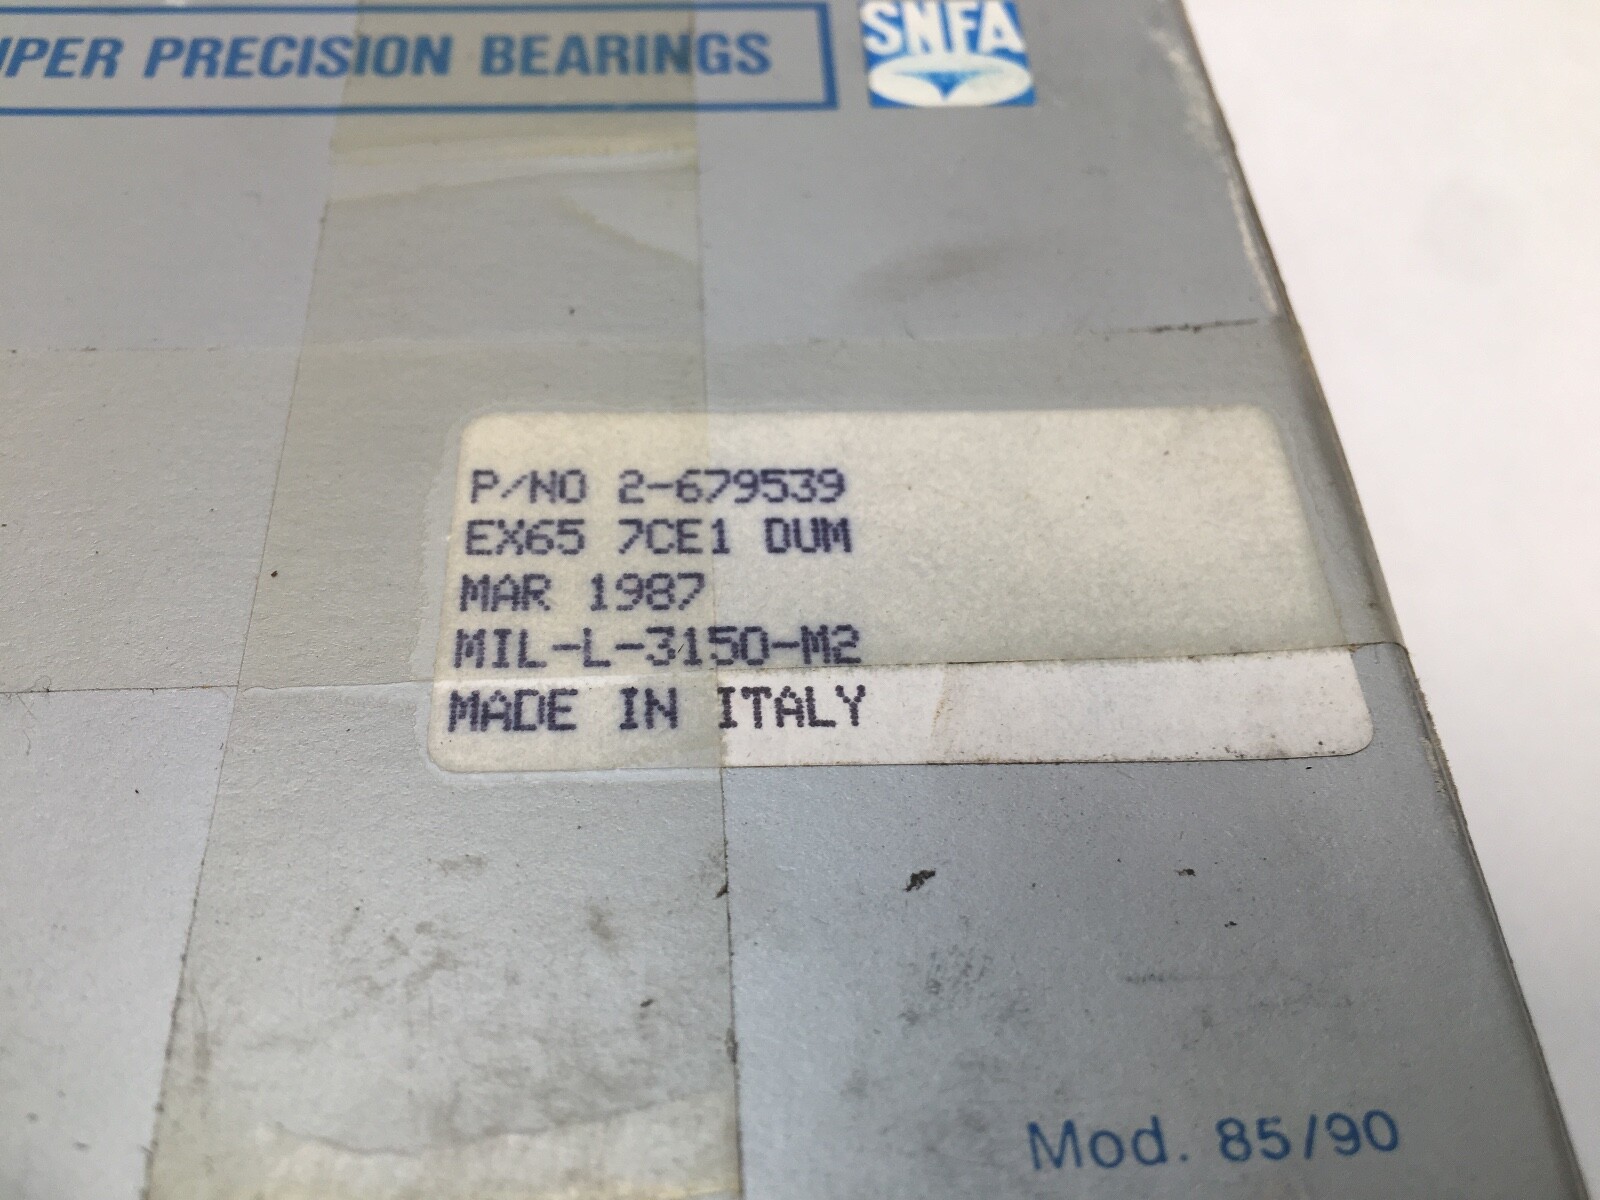 PER PRECISION BEARINGS
SNFA
P/NO 2-679539
EX65 7CE1 DUM
MAR 1987
MIL-L-3150-M2
MADE IN ITALY
Mod. 85/90